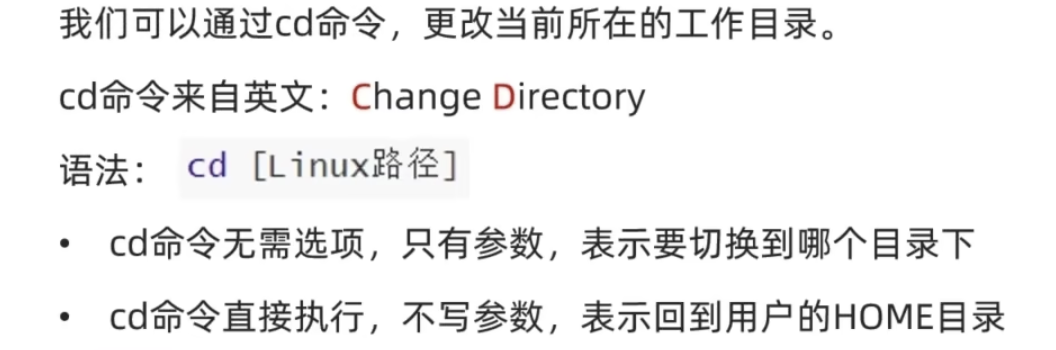 我们可以通过cd命令，更改当前所在的工作目录。
cd命令来自英文：Change Directory
语法： cd [Linux路径]
• cd命令无需选项，只有参数，表示要切换到哪个目录下
• cd命令直接执行，不写参数，表示回到用户的HOME目录